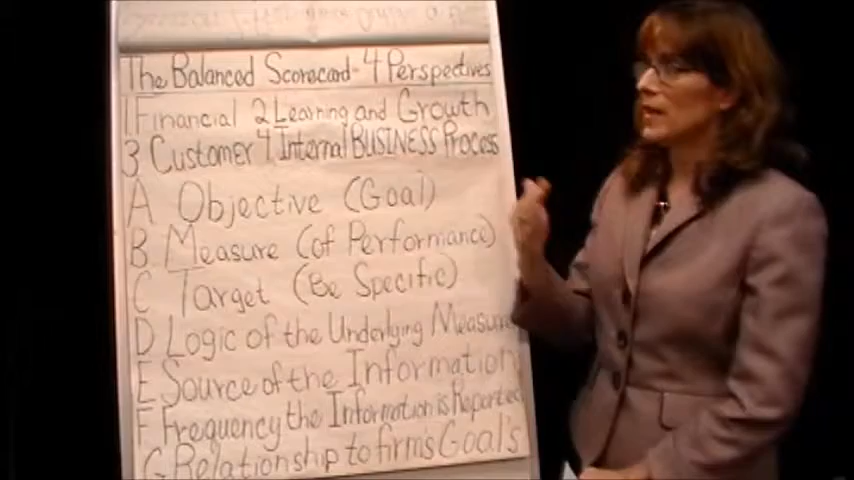 The Balanced Scorecard - 4 Perspectives
1 Financial 2 Learning and Growth
3 Customer 4 Internal BUSINESS Process
A Objective (Goal)
B Measure (of Performance)
C Target (Be Specific)
D Logic of the Underlying Measure
E Source of the Information
F Frequency the Information is Reported
G Relationship to firm's Goal's